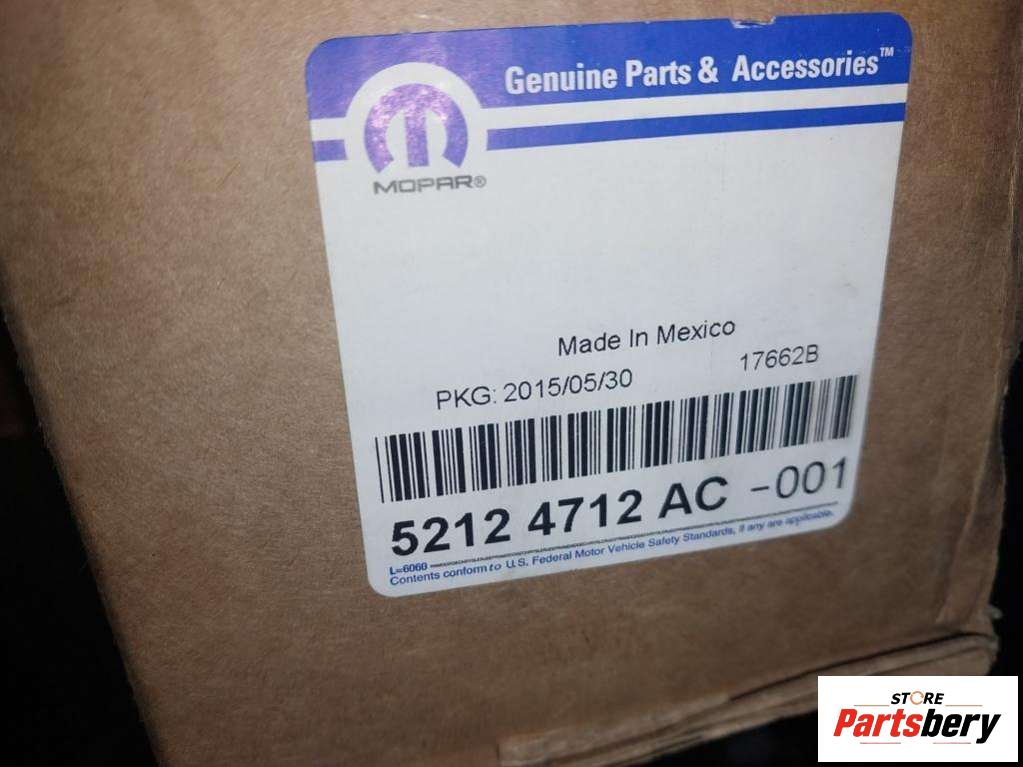 Genuine Parts & Accessories™
MOPAR®
Made In Mexico
PKG: 2015/05/30 17662B
5212 4712 AC -001
L=6060
Contents conform to U.S. Federal Motor Vehicle Safety Standards, if any are applicable.
STORE
Partsbery